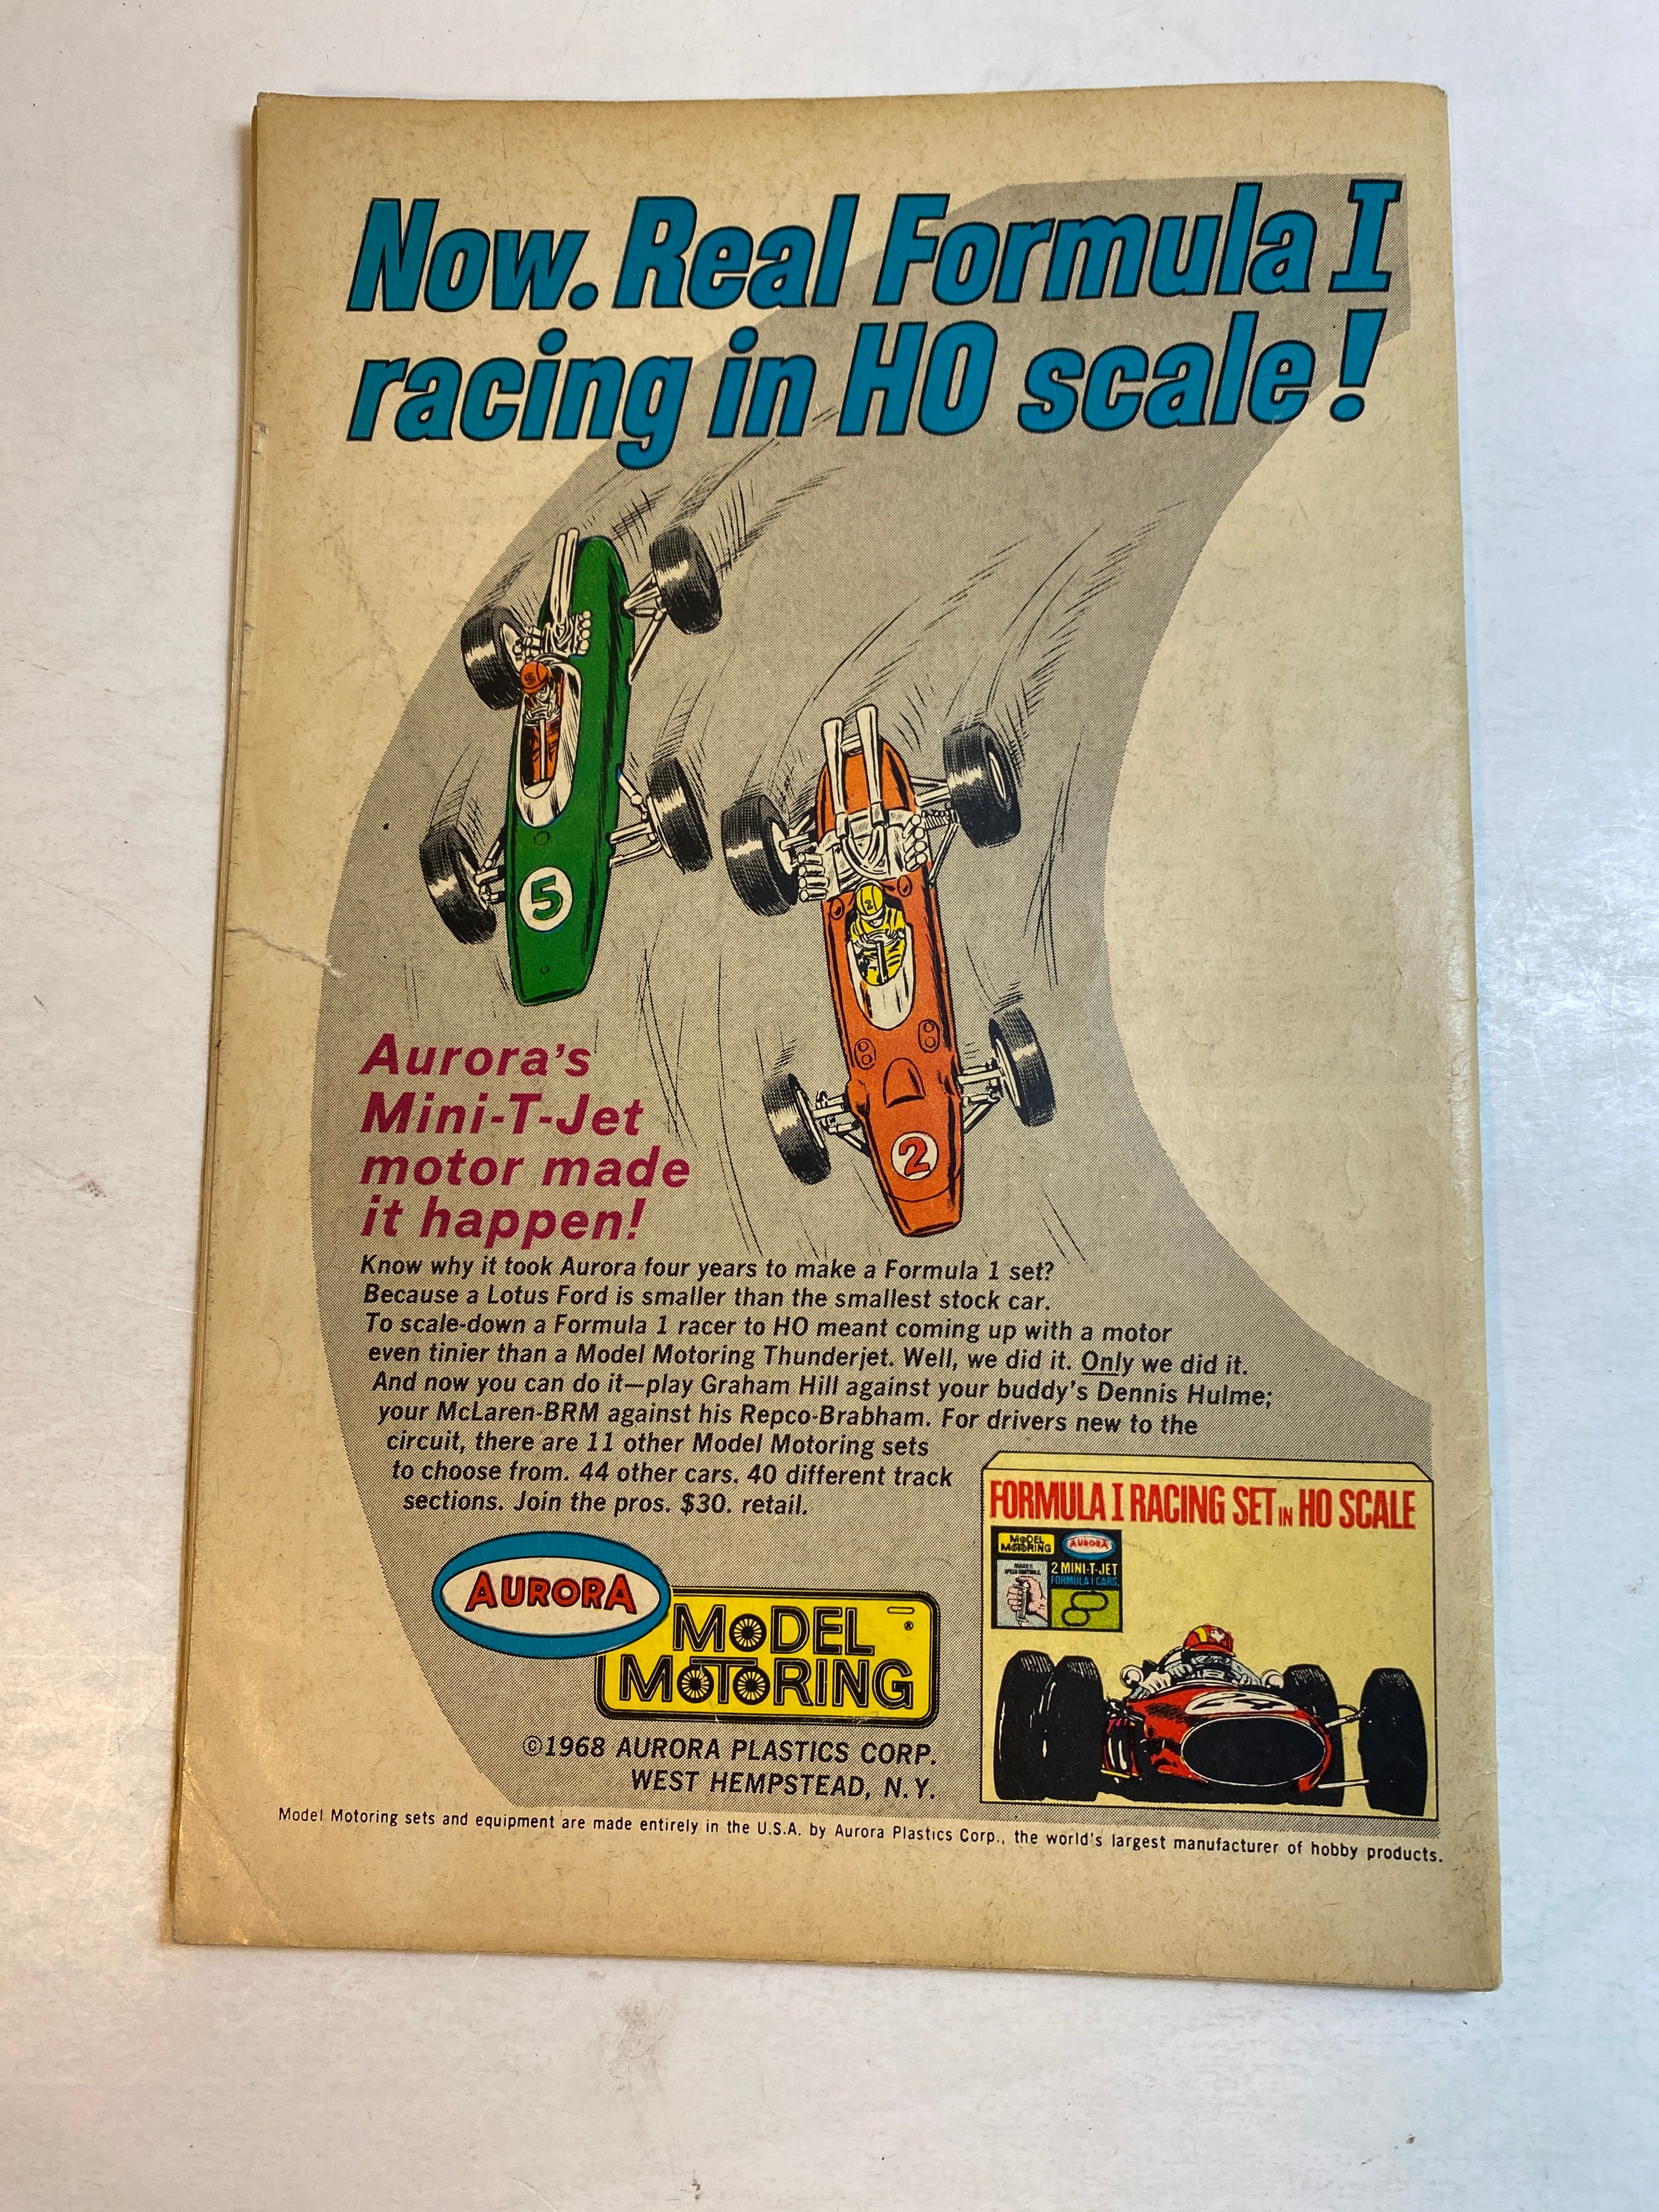 Now. Real Formula I
racing in HO scale!
5
2
Aurora's
Mini-T-Jet
motor made
it happen!
Know why it took Aurora four years to make a Formula 1 set?
Because a Lotus Ford is smaller than the smallest stock car.
To scale-down a Formula 1 racer to HO meant coming up with a motor
even tinier than a Model Motoring Thunderjet. Well, we did it. Only we did it.
And now you can do it—play Graham Hill against your buddy's Dennis Hulme;
your McLaren-BRM against his Repco-Brabham. For drivers new to the
circuit, there are 11 other Model Motoring sets
to choose from. 44 other cars. 40 different track
sections. Join the pros. $30. retail.
FORMULA I RACING SET IN HO SCALE
MODEL
MOTORING
AURORA
2 MINI-T-JET
FORMULA I CARS.
AURORA
MODEL
MOTORING
®
©1968 AURORA PLASTICS CORP.
WEST HEMPSTEAD, N.Y.
Model Motoring sets and equipment are made entirely in the U.S.A. by Aurora Plastics Corp., the world's largest manufacturer of hobby products.